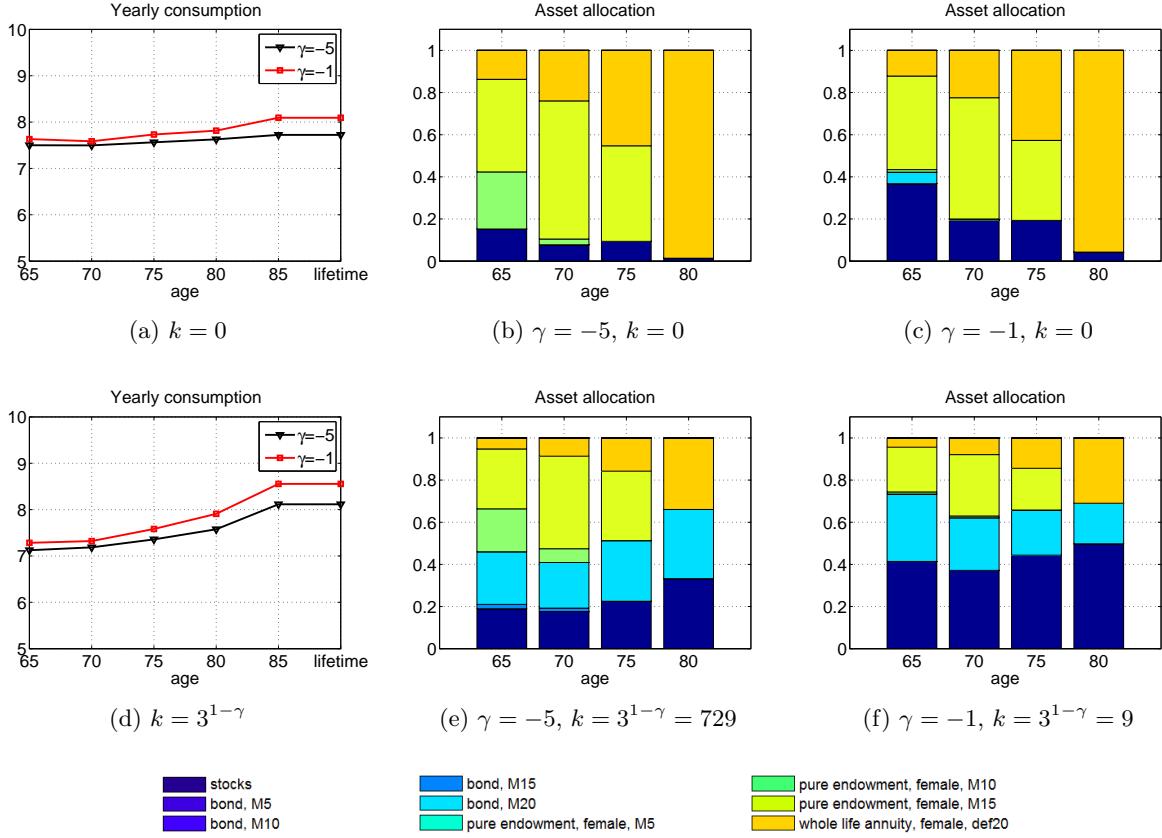 Yearly consumption
10
9
8
7
6
5
65 70 75 80 85 lifetime
age
γ=−5
γ=−1
(a) k = 0
Asset allocation
1
0.8
0.6
0.4
0.2
0
65 70 75 80
age
(b) γ = −5, k = 0
Asset allocation
1
0.8
0.6
0.4
0.2
0
65 70 75 80
age
(c) γ = −1, k = 0
Yearly consumption
10
9
8
7
6
5
65 70 75 80 85 lifetime
age
γ=−5
γ=−1
(d) k = 3^{1−γ}
Asset allocation
1
0.8
0.6
0.4
0.2
0
65 70 75 80
age
(e) γ = −5, k = 3^{1−γ} = 729
Asset allocation
1
0.8
0.6
0.4
0.2
0
65 70 75 80
age
(f) γ = −1, k = 3^{1−γ} = 9
stocks
bond, M5
bond, M10
bond, M15
bond, M20
pure endowment, female, M5
pure endowment, female, M10
pure endowment, female, M15
whole life annuity, female, def20